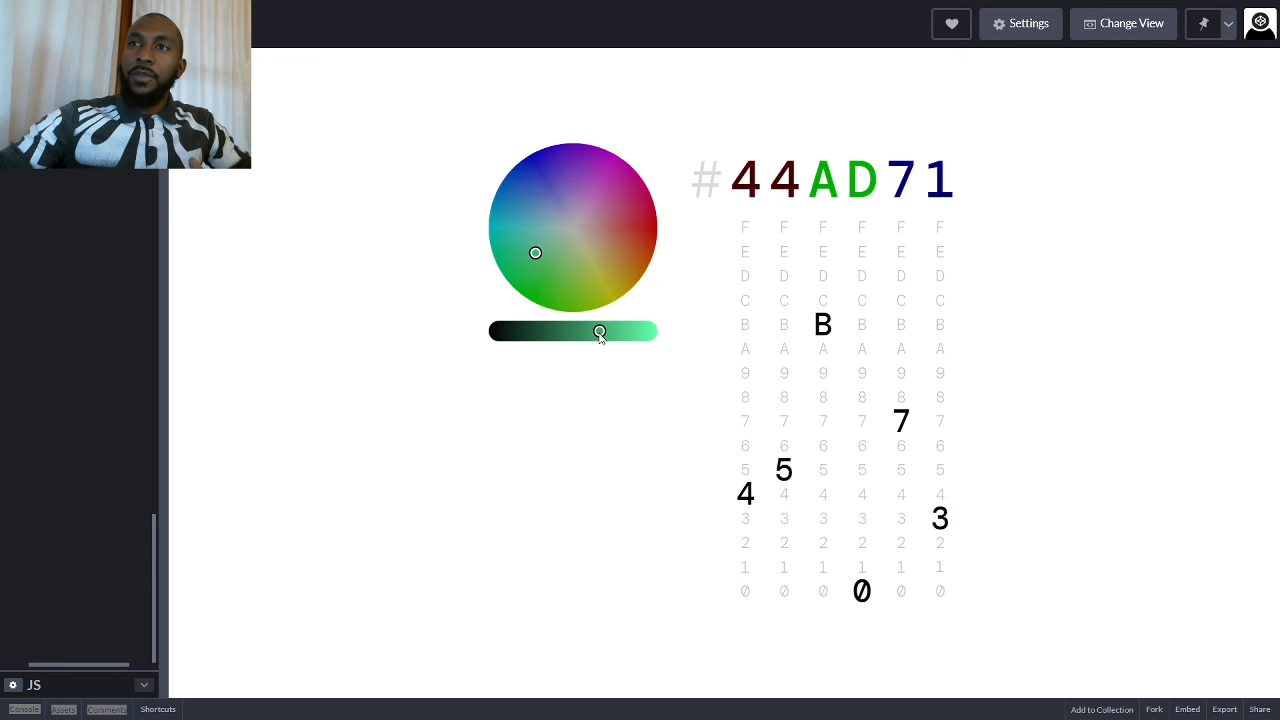 Settings
Change View
#44AD71
F F F F F F
E E E E E E
D D D D D D
C C C C C C
B B B B B B
A A A A A A
9 9 9 9 9 9
8 8 8 8 8 8
7 7 7 7 7 7
6 6 6 6 6 6
5 5 5 5 5 5
4 4 4 4 4 4
3 3 3 3 3 3
2 2 2 2 2 2
1 1 1 1 1 1
0 0 0 0 0 0
JS
Console Assets Comments Shortcuts
Add to Collection Fork Embed Export Share